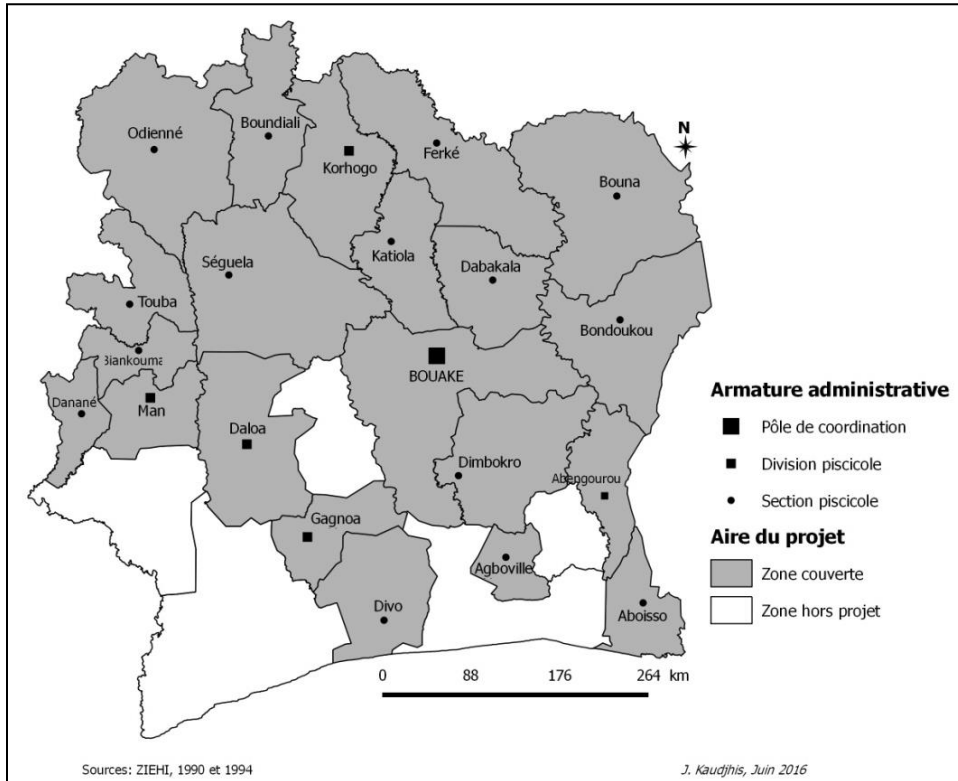 Odienné
Boundiali
Korhogo
Ferké
N
Bouna
Séguela
Katiola
Dabakala
Touba
Bondoukou
Biankouma
BOUAKE
Danané
Man
Daloa
Dimbokro
Abengourou
Gagnoa
Agboville
Divo
Aboisso
Armature administrative
Pôle de coordination
Division piscicole
Section piscicole
Aire du projet
Zone couverte
Zone hors projet
0 88 176 264 km
Sources: ZIEHI, 1990 et 1994
J. Kaudjhis, Juin 2016